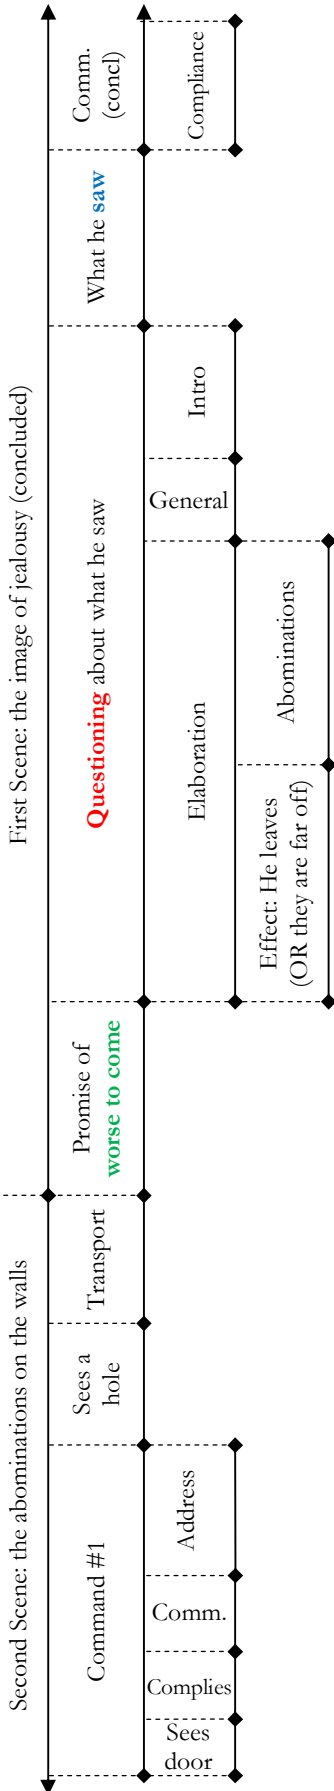 First Scene: the image of jealousy (concluded)
Second Scene: the abominations on the walls
Comm.
(concl)
What he saw
Questioning about what he saw
Promise of
worse to come
Transport
Sees a
hole
Command #1
Compliance
Intro
General
Elaboration
Address
Comm.
Complies
Sees
door
Abominations
Effect: He leaves
(OR they are far off)